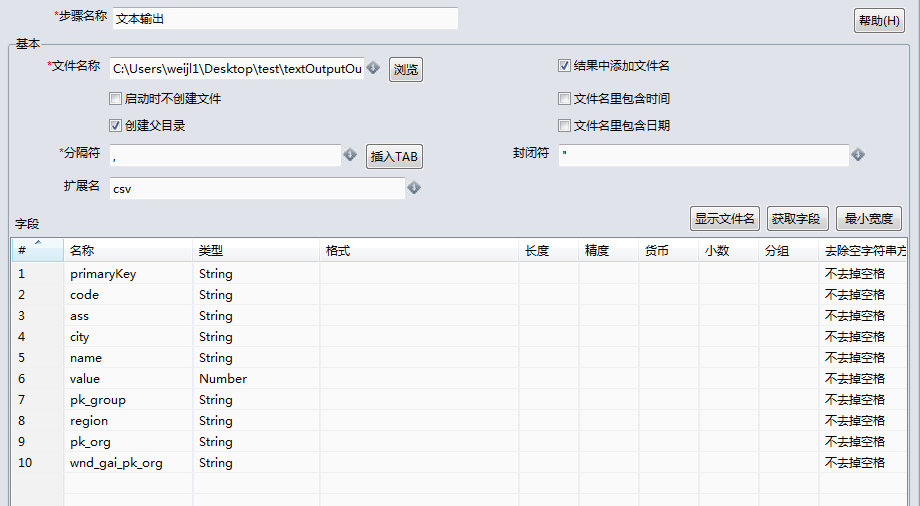 *步骤名称 文本输出 帮助(H)
基本
*文件名称 C:\Users\weijl1\Desktop\test\textOutputOu 浏览 结果中添加文件名
启动时不创建文件 文件名里包含时间
创建父目录 文件名里包含日期
*分隔符 , 插入TAB 封闭符 "
扩展名 csv
字段 显示文件名 获取字段 最小宽度
# 名称 类型 格式 长度 精度 货币 小数 分组 去除空字符串方
1 primaryKey String 不去掉空格
2 code String 不去掉空格
3 ass String 不去掉空格
4 city String 不去掉空格
5 name String 不去掉空格
6 value Number 不去掉空格
7 pk_group String 不去掉空格
8 region String 不去掉空格
9 pk_org String 不去掉空格
10 wnd_gai_pk_org String 不去掉空格